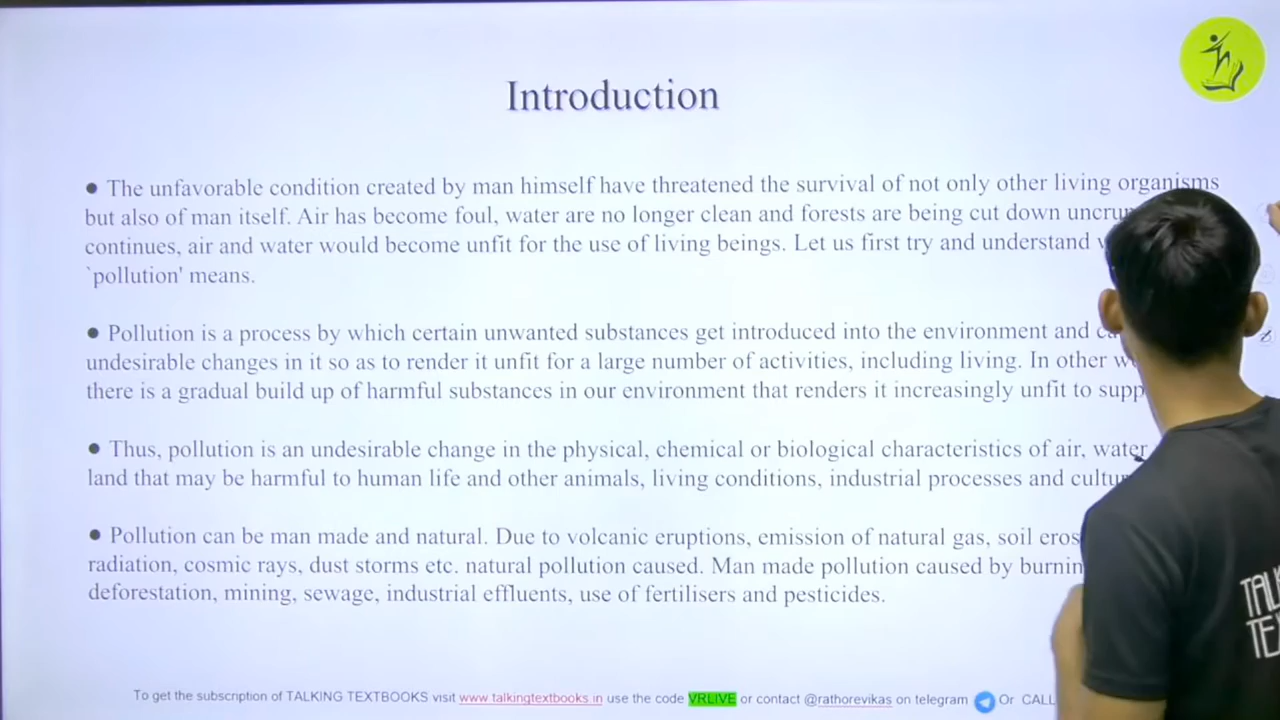 Introduction
● The unfavorable condition created by man himself have threatened the survival of not only other living organisms
but also of man itself. Air has become foul, water are no longer clean and forests are being cut down
continues, air and water would become unfit for the use of living beings. Let us first try and understand
`pollution' means.
● Pollution is a process by which certain unwanted substances get introduced into the environment and
undesirable changes in it so as to render it unfit for a large number of activities, including living. In other
there is a gradual build up of harmful substances in our environment that renders it increasingly unfit to
● Thus, pollution is an undesirable change in the physical, chemical or biological characteristics of air, water
land that may be harmful to human life and other animals, living conditions, industrial processes and
● Pollution can be man made and natural. Due to volcanic eruptions, emission of natural gas, soil
radiation, cosmic rays, dust storms etc. natural pollution caused. Man made pollution caused by
deforestation, mining, sewage, industrial effluents, use of fertilisers and pesticides.
To get the subscription of TALKING TEXTBOOKS visit www.talkingtextbooks.in use the code VRLIVE or contact @rathorevikas on telegram Or CALL